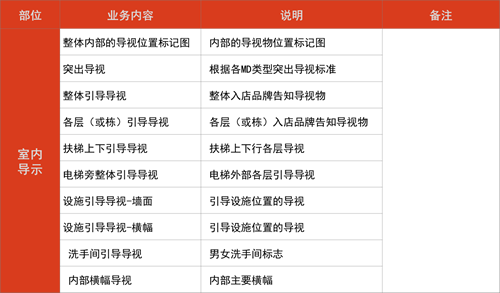 部位 业务内容 说明 备注
整体内部的导视位置标记图 内部的导视物位置标记图
突出导视 根据各MD类型突出导视标准
整体引导导视 整体入店品牌告知导视物
各层（或栋）引导导视 各层（或栋）入店品牌告知导视物
扶梯上下引导导视 扶梯上下行各层导视
室内
导示
电梯旁整体引导导视 电梯外部各层引导导视
设施引导导视-墙面 引导设施位置的导视
设施引导导视-横幅 引导设施位置的导视
洗手间引导导视 男女洗手间标志
内部横幅导视 内部主要横幅